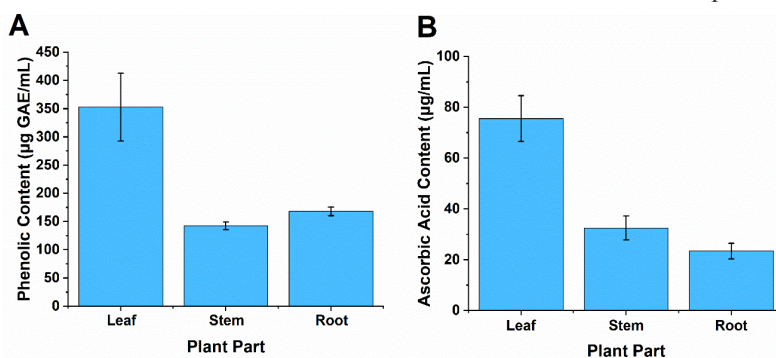 A
Phenolic Content (µg GAE/mL)
450
400
350
300
250
200
150
100
50
0
Leaf Stem Root
Plant Part
B
Ascorbic Acid Content (µg/mL)
100
80
60
40
20
0
Leaf Stem Root
Plant Part